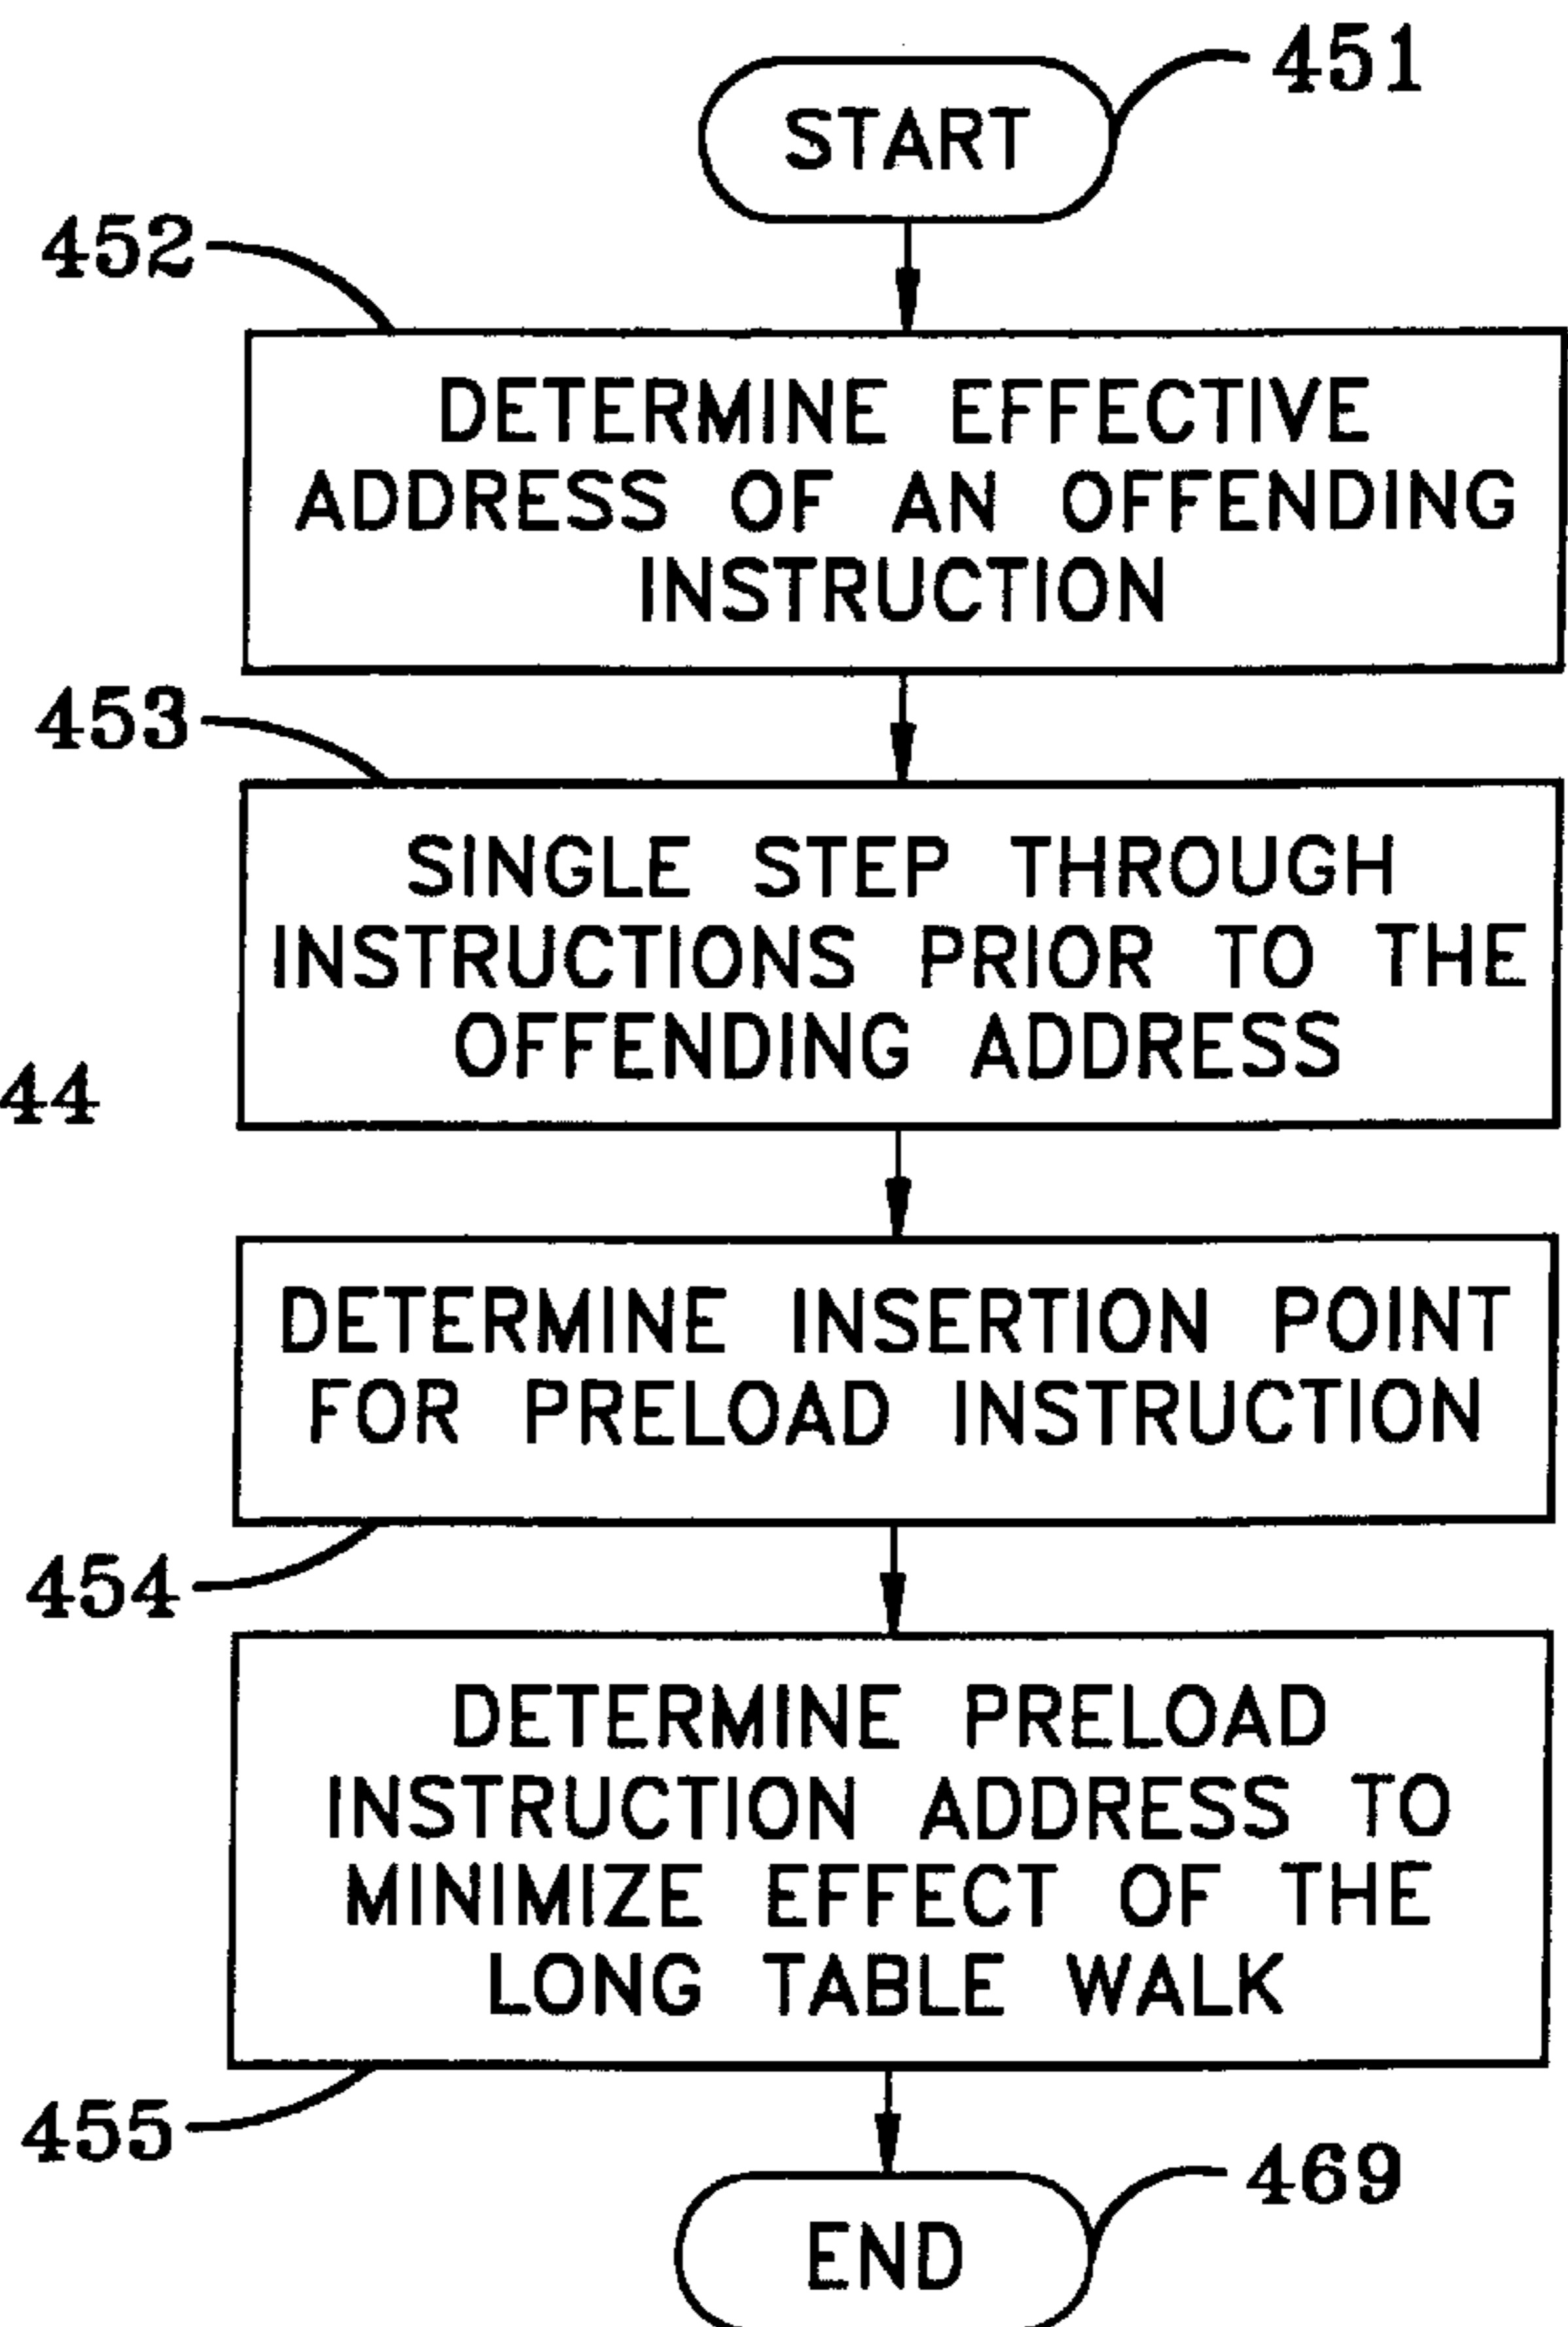 451
START
452
DETERMINE EFFECTIVE
ADDRESS OF AN OFFENDING
INSTRUCTION
453
SINGLE STEP THROUGH
INSTRUCTIONS PRIOR TO THE
OFFENDING ADDRESS
44
DETERMINE INSERTION POINT
FOR PRELOAD INSTRUCTION
454
DETERMINE PRELOAD
INSTRUCTION ADDRESS TO
MINIMIZE EFFECT OF THE
LONG TABLE WALK
455
469
END